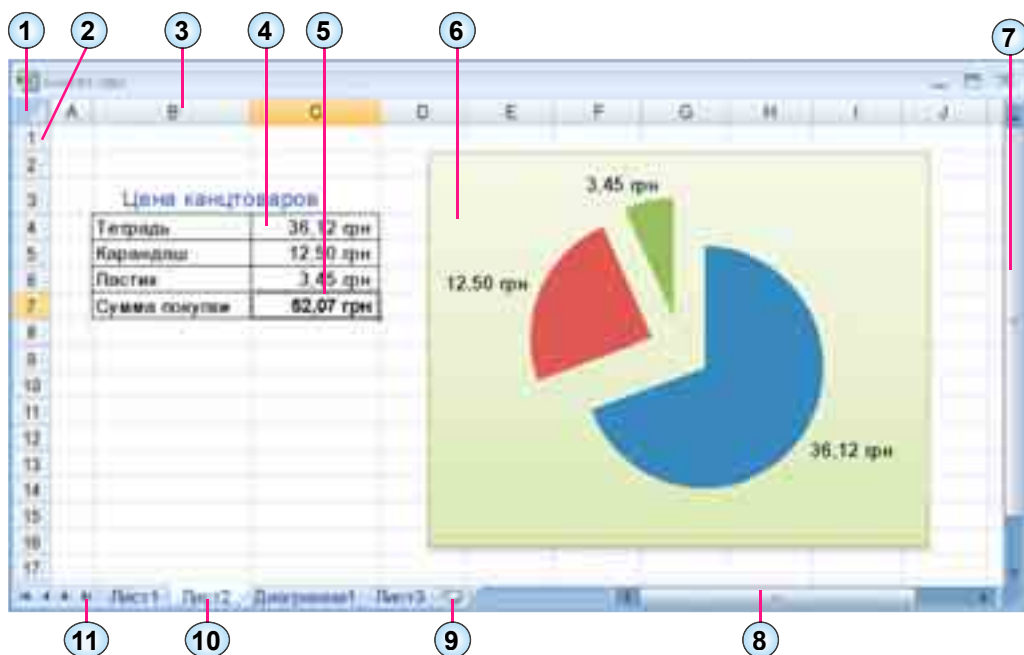 1 2 3 4 5 6 7
A B C D E F G H I J
1
2
3 Цена канцтоваров
4 Тетрадь 36,12 грн
5 Карандаш 12,50 грн
6 Ластик 3,45 грн
7 Сумма покупки 52,07 грн
8
9
10
11
12
13
14
15
16
17
3,45 грн
12.50 грн
36,12 грн
Лист1 Лист2 Диаграмма1 Лист3
11 10 9 8